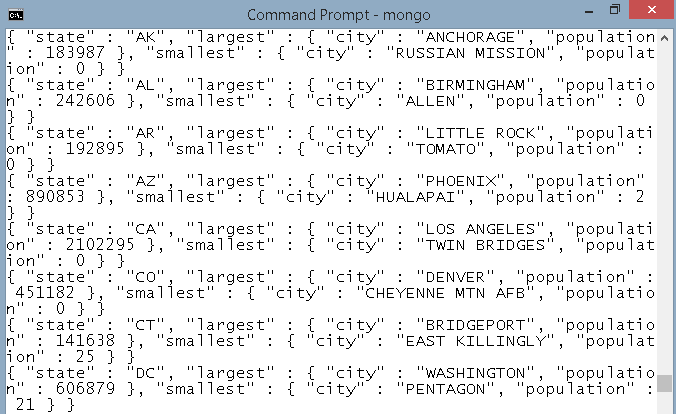 Command Prompt - mongo
{ "state" : "AK", "largest" : { "city" : "ANCHORAGE", "population
" : 183987 }, "smallest" : { "city" : "RUSSIAN MISSION", "populat
ion" : 0 } }
{ "state" : "AL", "largest" : { "city" : "BIRMINGHAM", "populatio
n" : 242606 }, "smallest" : { "city" : "ALLEN", "population" : 0 
} }
{ "state" : "AR", "largest" : { "city" : "LITTLE ROCK", "populati
on" : 192895 }, "smallest" : { "city" : "TOMATO", "population" : 
0 } }
{ "state" : "AZ", "largest" : { "city" : "PHOENIX", "population" 
: 890853 }, "smallest" : { "city" : "HUALAPAI", "population" : 2 
} }
{ "state" : "CA", "largest" : { "city" : "LOS ANGELES", "populati
on" : 2102295 }, "smallest" : { "city" : "TWIN BRIDGES", "populat
ion" : 0 } }
{ "state" : "CO", "largest" : { "city" : "DENVER", "population" :
 451182 }, "smallest" : { "city" : "CHEYENNE MTN AFB", "populatio
n" : 0 } }
{ "state" : "CT", "largest" : { "city" : "BRIDGEPORT", "populatio
n" : 141638 }, "smallest" : { "city" : "EAST KILLINGLY", "populat
ion" : 25 } }
{ "state" : "DC", "largest" : { "city" : "WASHINGTON", "populatio
n" : 606879 }, "smallest" : { "city" : "PENTAGON", "population" :
 21 } }